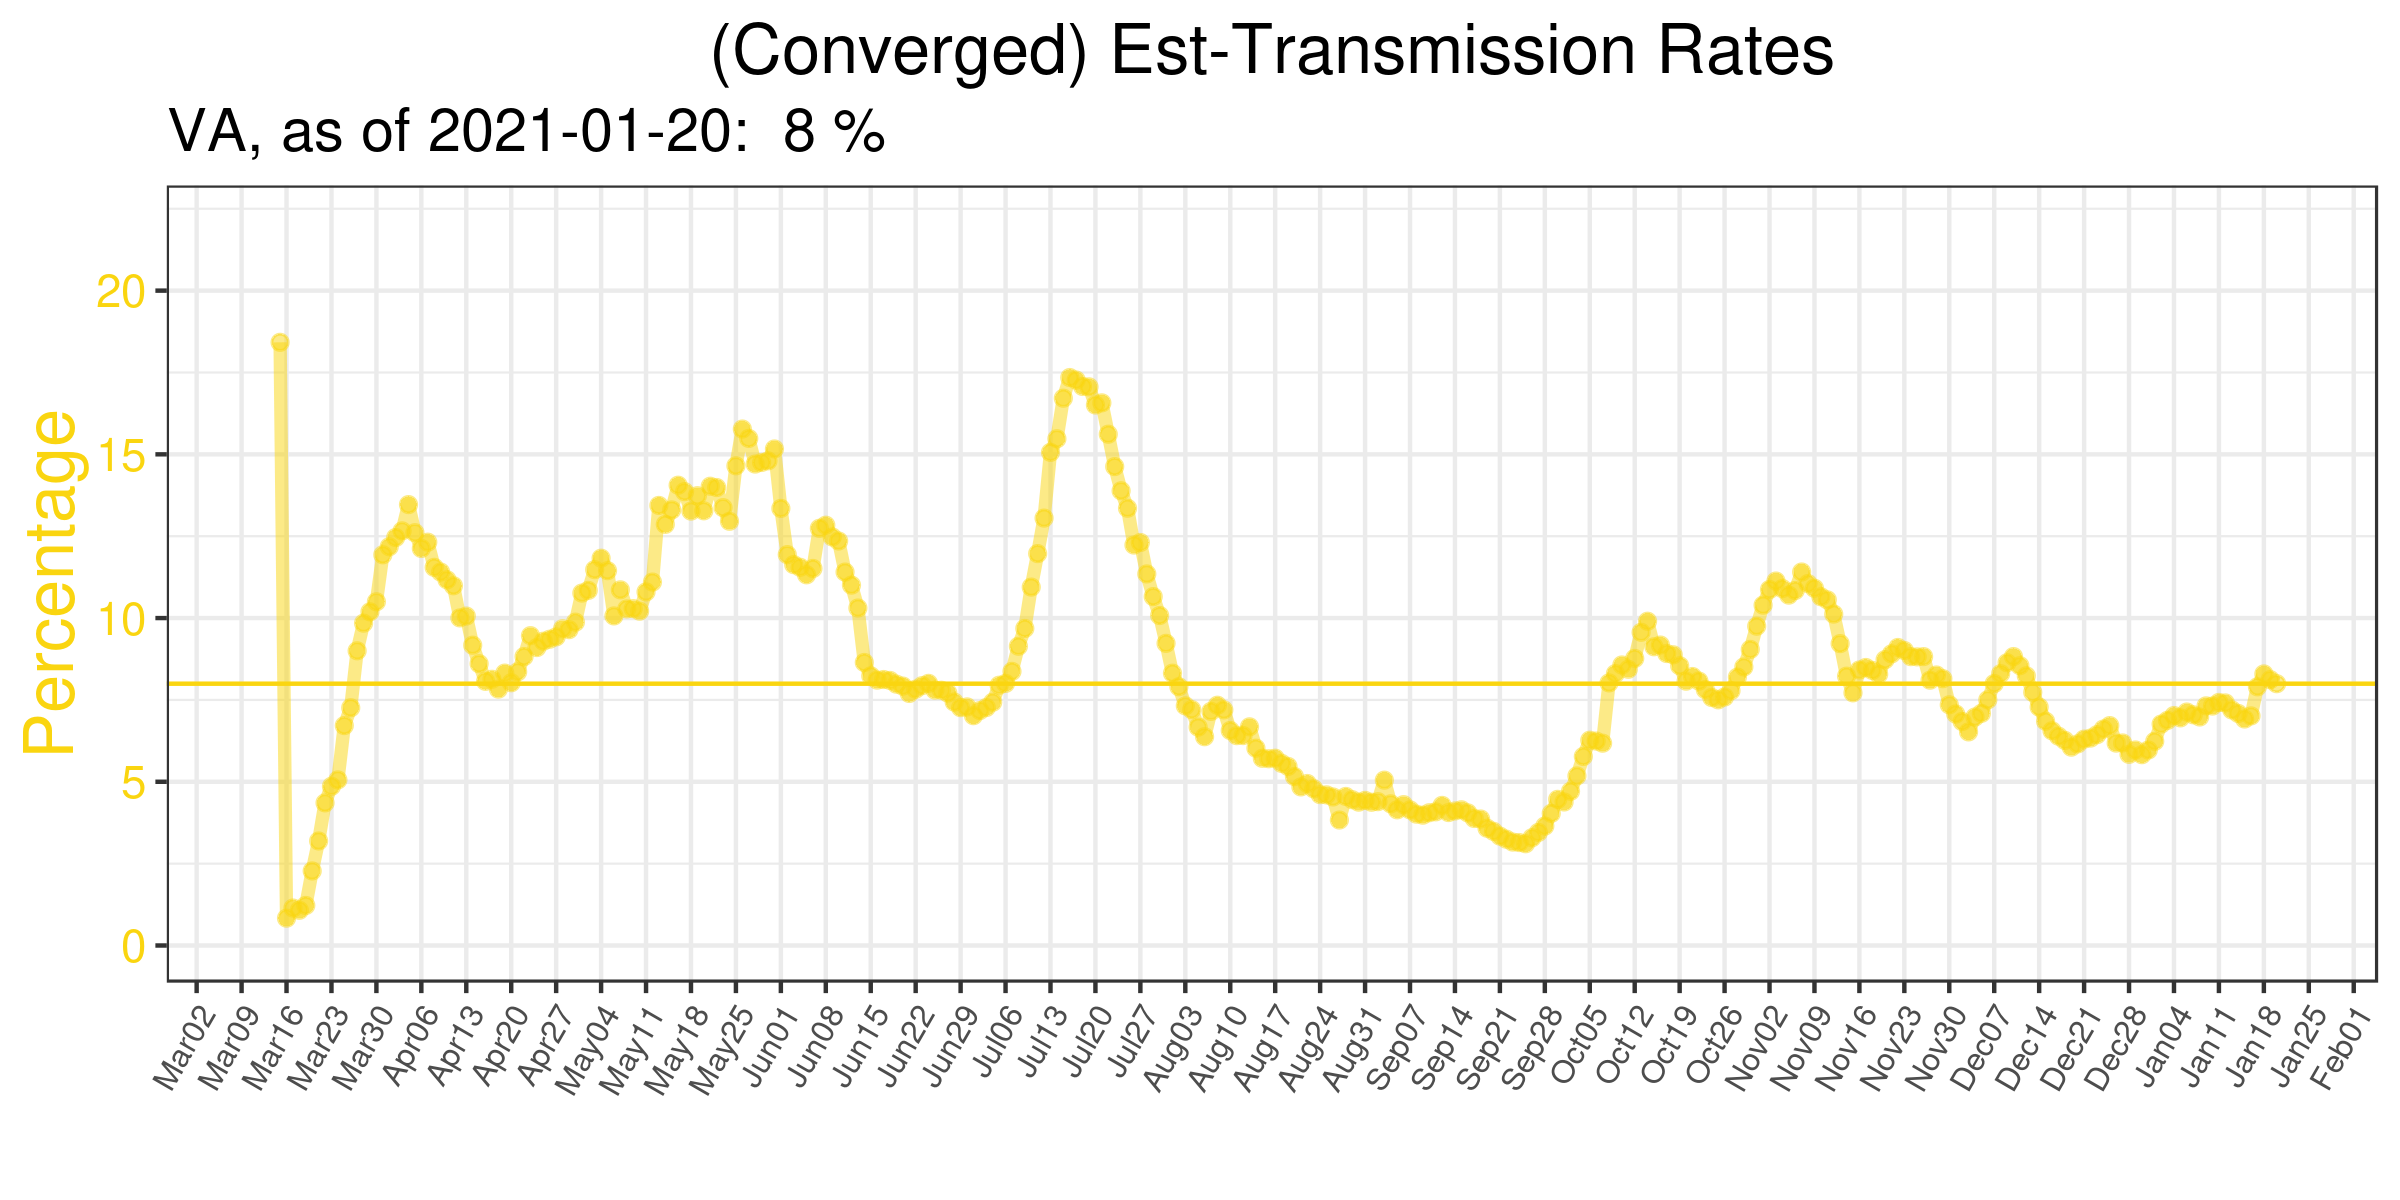 (Converged) Est-Transmission Rates
VA, as of 2021-01-20:  8 %
Percentage
20
15
10
5
0
Mar02
Mar09
Mar16
Mar23
Mar30
Apr06
Apr13
Apr20
Apr27
May04
May11
May18
May25
Jun01
Jun08
Jun15
Jun22
Jun29
Jul06
Jul13
Jul20
Jul27
Aug03
Aug10
Aug17
Aug24
Aug31
Sep07
Sep14
Sep21
Sep28
Oct05
Oct12
Oct19
Oct26
Nov02
Nov09
Nov16
Nov23
Nov30
Dec07
Dec14
Dec21
Dec28
Jan04
Jan11
Jan18
Jan25
Feb01